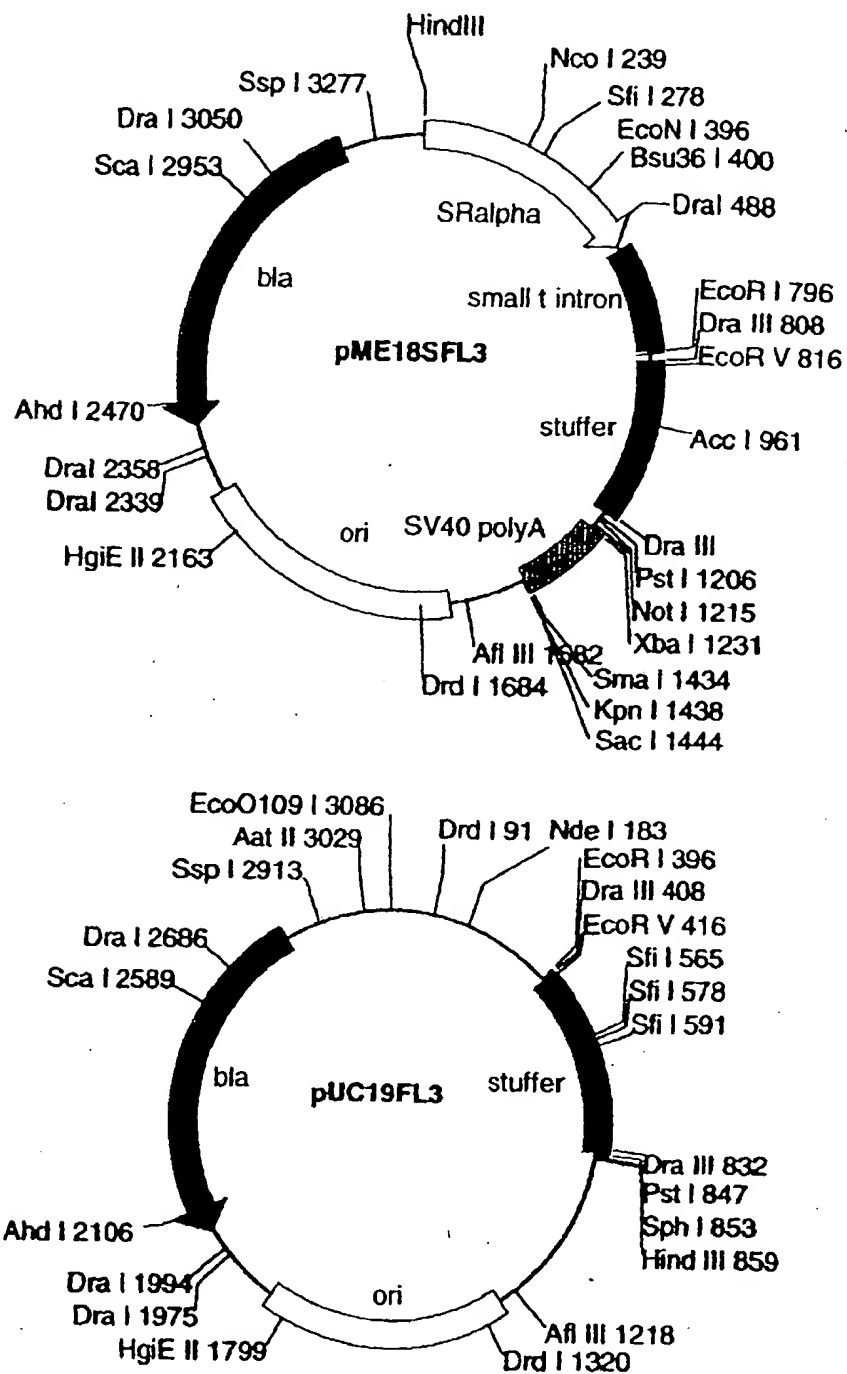 HindIII
Nco I 239
Ssp I 3277
Sfi I 278
Dra I 3050
EcoN I 396
Sca I 2953
Bsu36 I 400
DraI 488
SRalpha
bla
small t intron
EcoR I 796
Dra III 808
pME18SFL3
EcoR V 816
Ahd I 2470
stuffer
Acc I 961
DraI 2358
DraI 2339
ori
SV40 polyA
HgiE II 2163
Dra III
Pst I 1206
Not I 1215
Xba I 1231
Afl III 1682
Drd I 1684
Sma I 1434
Kpn I 1438
Sac I 1444
EcoO109 I 3086
Aat II 3029
Drd I 91
Nde I 183
Ssp I 2913
EcoR I 396
Dra III 408
EcoR V 416
Dra I 2686
Sfi I 565
Sca I 2589
Sfi I 578
Sfi I 591
bla
pUC19FL3
stuffer
Dra III 832
Pst I 847
Sph I 853
Hind III 859
Ahd I 2106
Dra I 1994
Dra I 1975
ori
HgiE II 1799
Afl III 1218
Drd I 1320